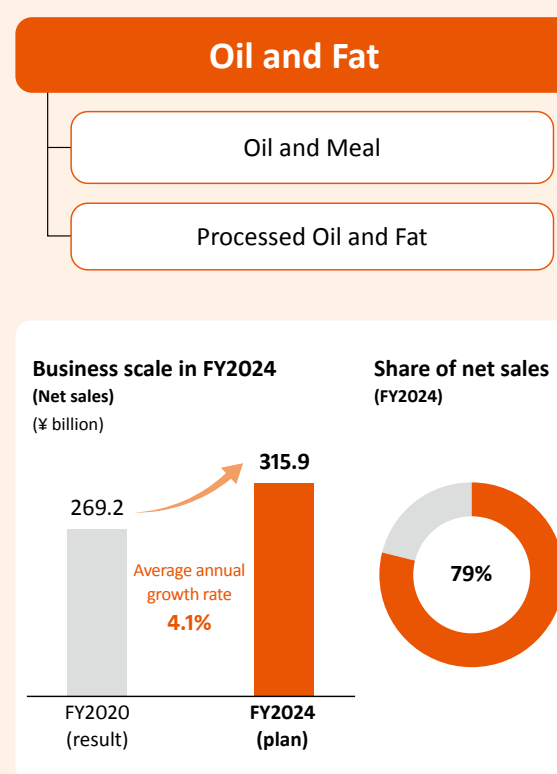 Oil and Fat
Oil and Meal
Processed Oil and Fat
Business scale in FY2024
(Net sales)
(¥ billion)
269.2
315.9
Average annual
growth rate
4.1%
FY2020
(result)
FY2024
(plan)
Share of net sales
(FY2024)
79%